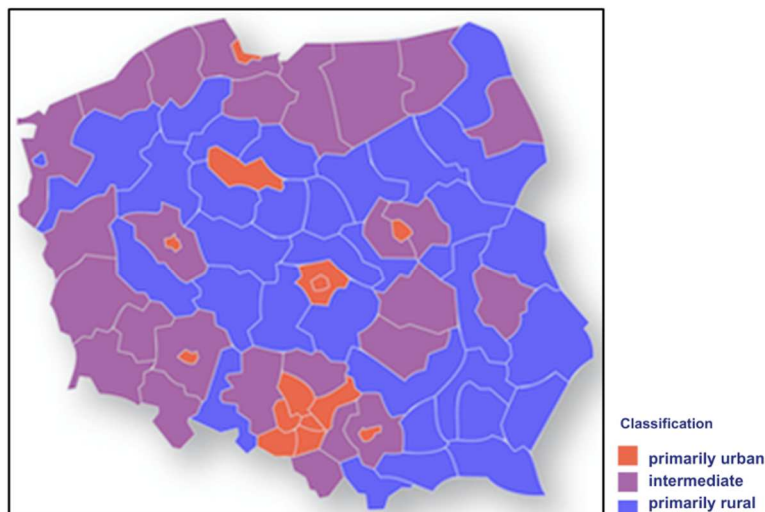 Classification
primarily urban
intermediate
primarily rural